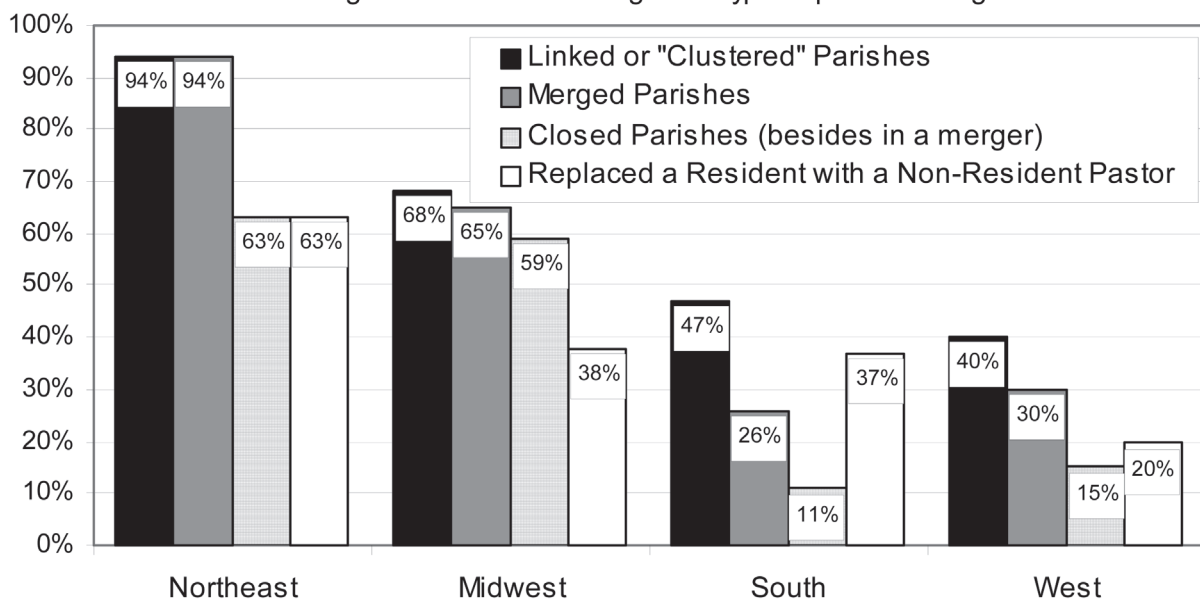 100%
90%
80%
70%
60%
50%
40%
30%
20%
10%
0%
Linked or "Clustered" Parishes
Merged Parishes
Closed Parishes (besides in a merger)
Replaced a Resident with a Non-Resident Pastor
94% 94% 63% 63%
68% 65% 59% 38%
47% 26% 11% 37%
40% 30% 15% 20%
Northeast Midwest South West